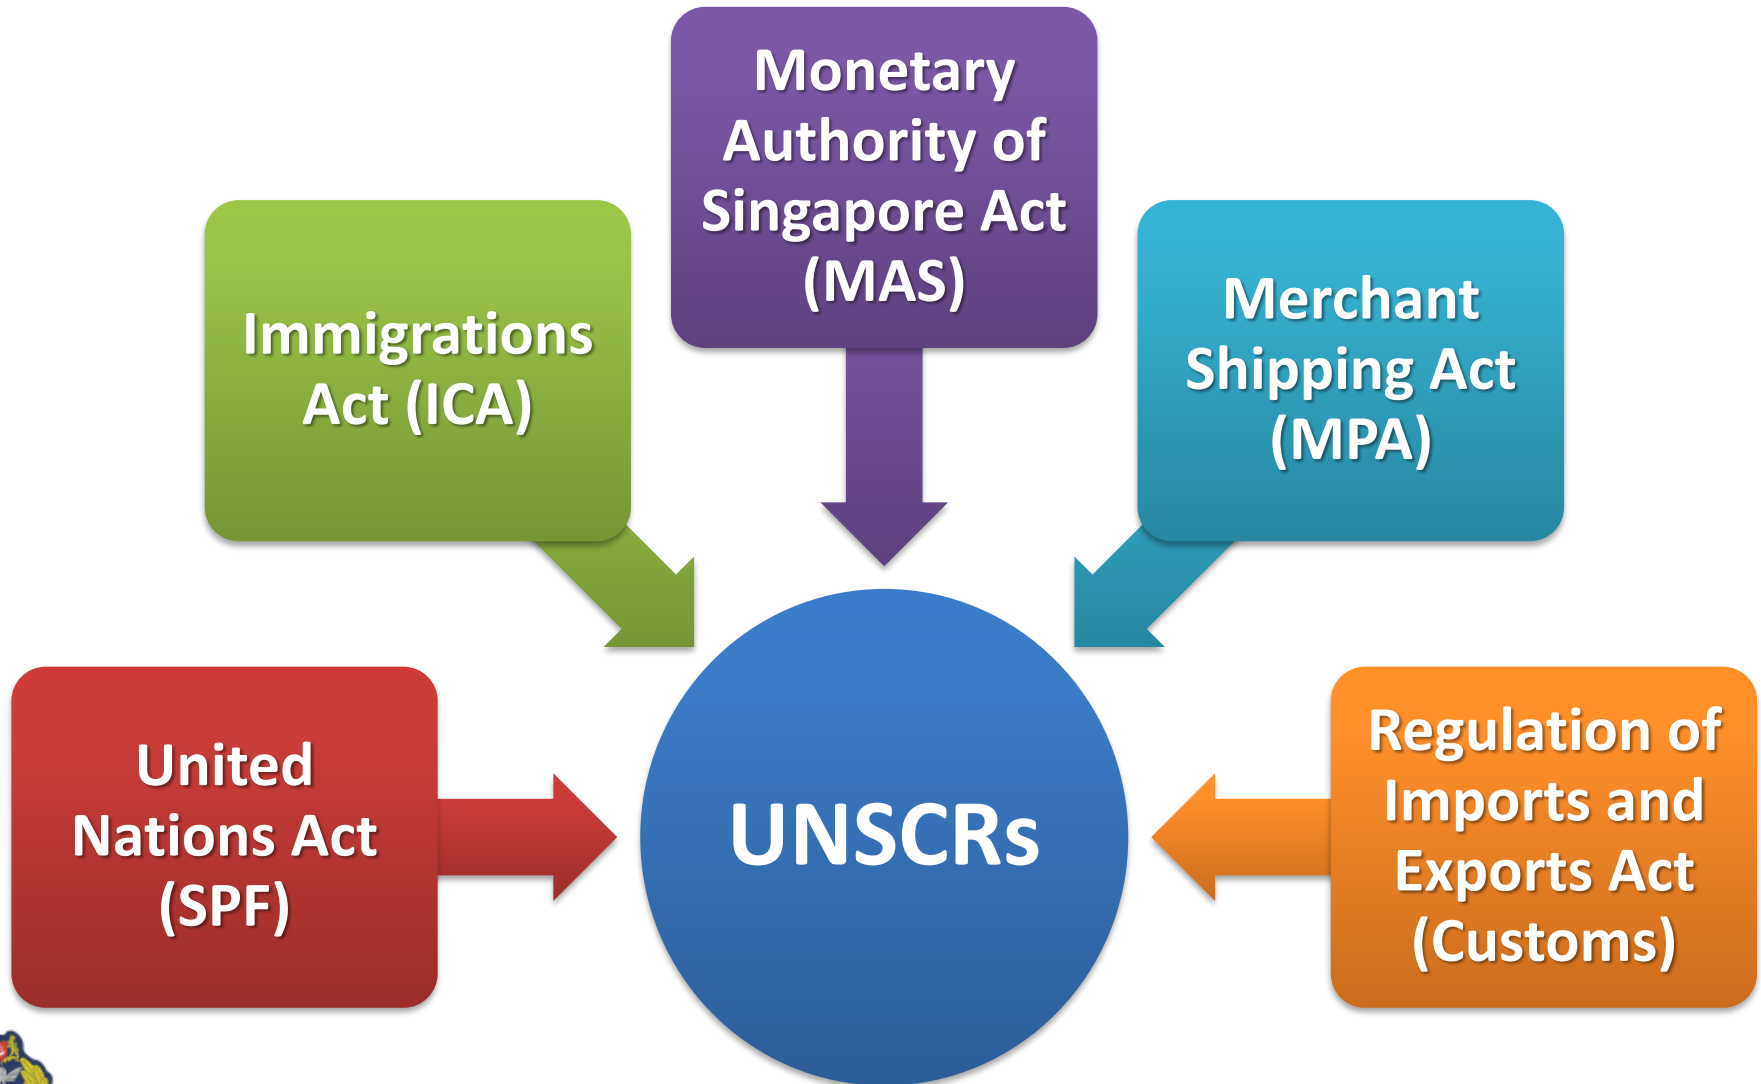 Monetary
Authority of
Singapore Act
(MAS)
Immigrations
Act (ICA)
Merchant
Shipping Act
(MPA)
United
Nations Act
(SPF)
UNSCRs
Regulation of
Imports and
Exports Act
(Customs)